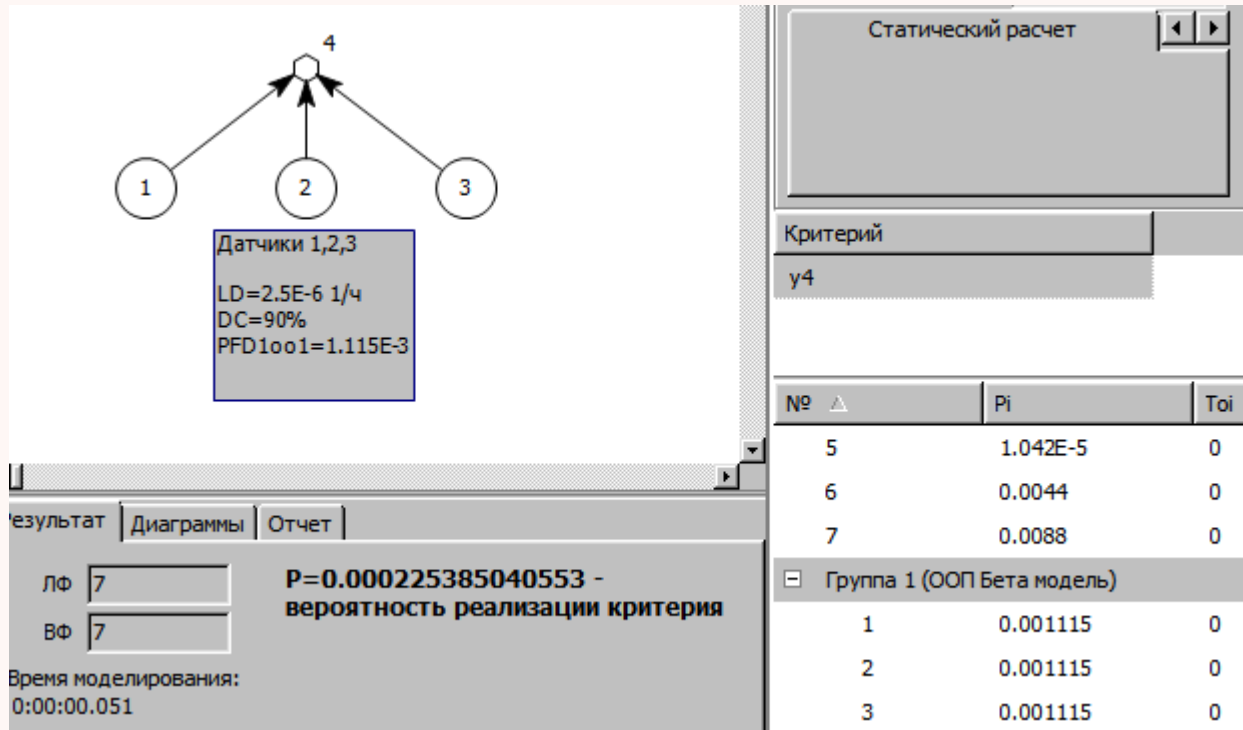 4
1
2
3
Датчики 1,2,3
LD=2.5E-6 1/ч
DC=90%
PFD1oo1=1.115E-3
Статический расчет
Критерий
y4
№ Pi Toi
5 1.042E-5 0
6 0.0044 0
7 0.0088 0
Группа 1 (ООП Бета модель)
1 0.001115 0
2 0.001115 0
3 0.001115 0
Результат Диаграммы Отчет
ЛФ 7
ВФ 7
P=0.000225385040553 -
вероятность реализации критерия
Время моделирования:
0:00:00.051